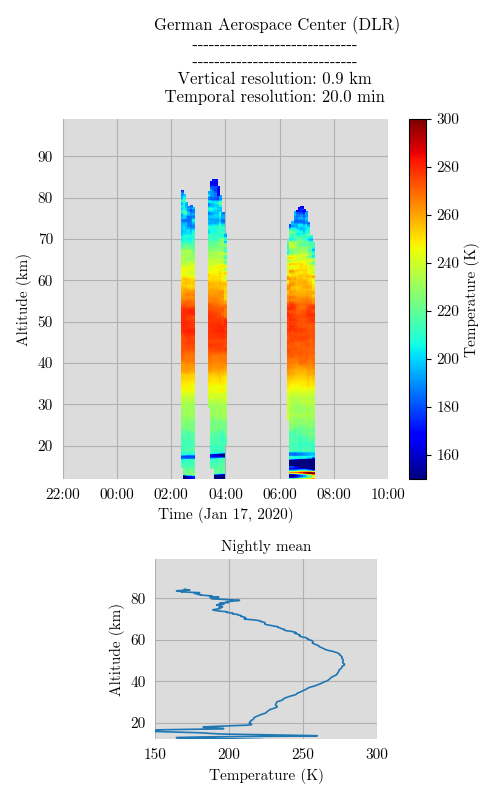 German Aerospace Center (DLR)
------------------------------
------------------------------
Vertical resolution: 0.9 km
Temporal resolution: 20.0 min
90
80
70
60
50
40
30
20
Altitude (km)
22:00 00:00 02:00 04:00 06:00 08:00 10:00
Time (Jan 17, 2020)
300
280
260
240
220
200
180
160
Temperature (K)
Nightly mean
80
60
40
20
Altitude (km)
150 200 250 300
Temperature (K)